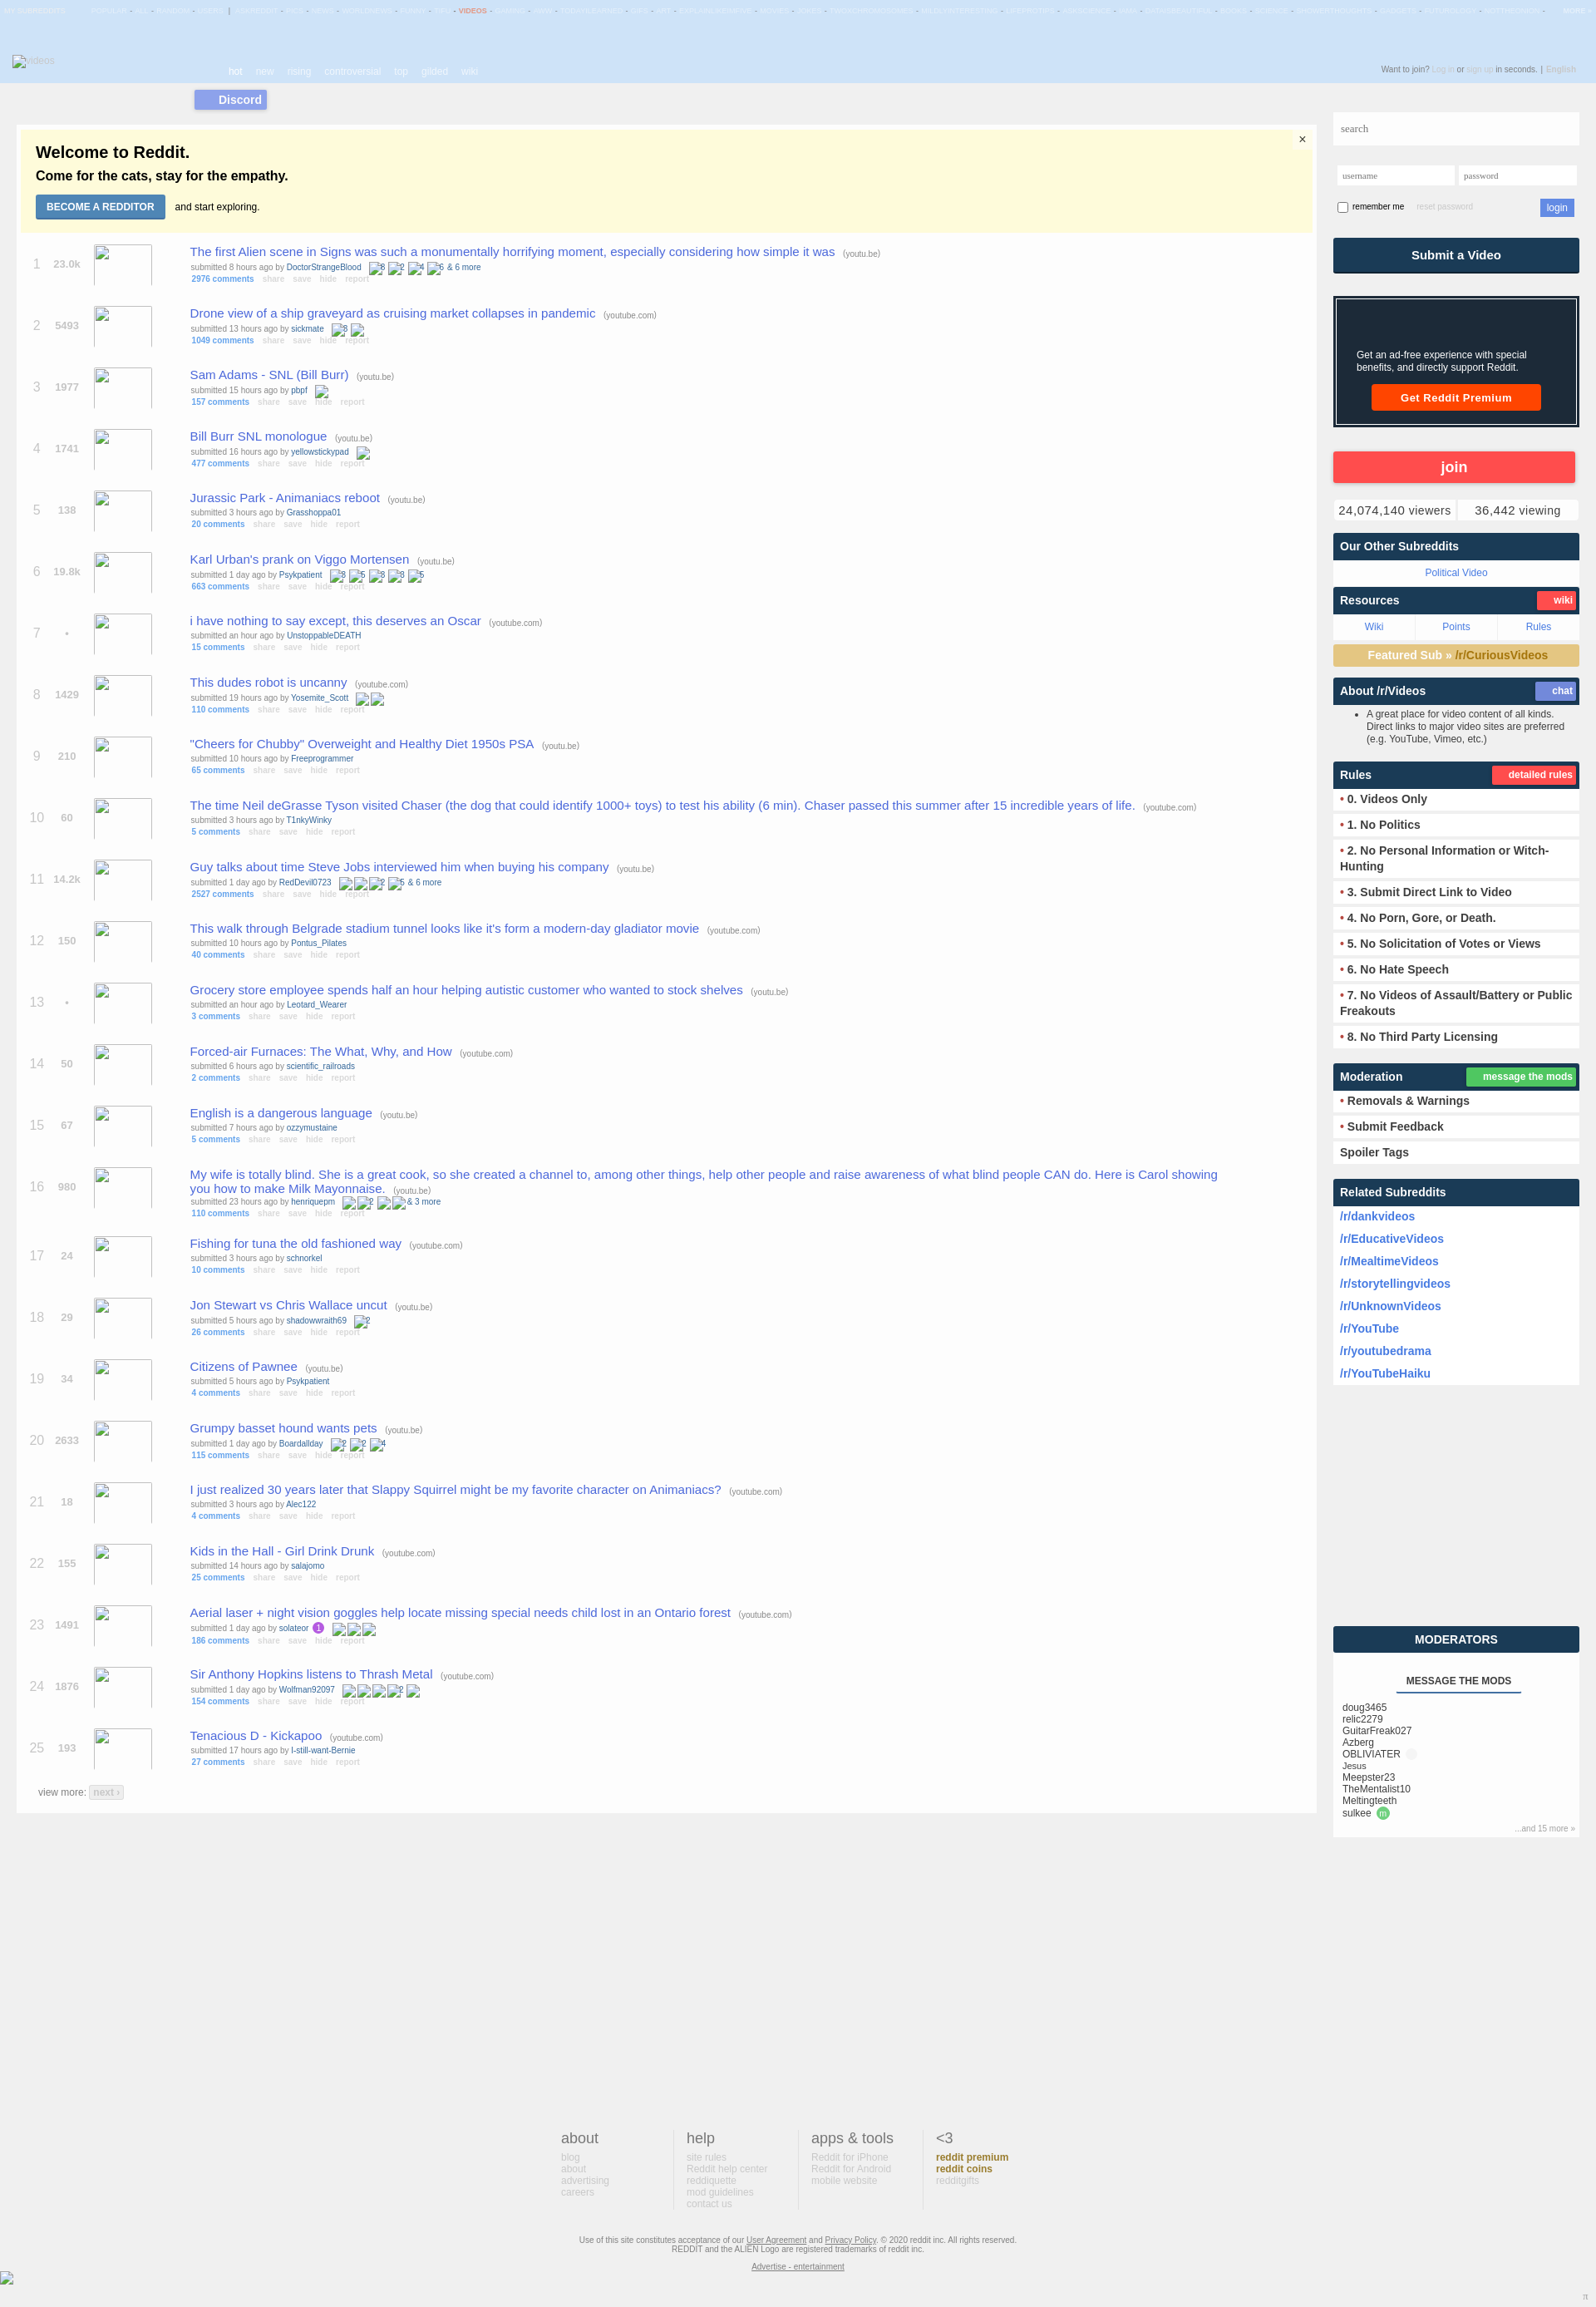 MY SUBREDDITS POPULAR - ALL - RANDOM - USERS | ASKREDDIT - PICS - NEWS - WORLDNEWS - FUNNY - TIFU - VIDEOS - GAMING - AWW - TODAYILEARNED - GIFS - ART - EXPLAINLIKEIMFIVE - MOVIES - JOKES - TWOXCHROMOSOMES - MILDLYINTERESTING - LIFEPROTIPS - ASKSCIENCE - IAMA - DATAISBEAUTIFUL - BOOKS - SCIENCE - SHOWERTHOUGHTS - GADGETS - FUTUROLOGY - NOTTHEONION - MORE »
videos
hot new rising controversial top gilded wiki
Want to join? Log in or sign up in seconds. | English
Discord
Welcome to Reddit.
Come for the cats, stay for the empathy.
BECOME A REDDITOR and start exploring.
×
1 23.0k The first Alien scene in Signs was such a monumentally horrifying moment, especially considering how simple it was (youtu.be)
submitted 8 hours ago by DoctorStrangeBlood 3 2 4 6 & 6 more
2976 comments share save hide report
2 5493 Drone view of a ship graveyard as cruising market collapses in pandemic (youtube.com)
submitted 13 hours ago by sickmate 3
1049 comments share save hide report
3 1977 Sam Adams - SNL (Bill Burr) (youtu.be)
submitted 15 hours ago by pbpf
157 comments share save hide report
4 1741 Bill Burr SNL monologue (youtu.be)
submitted 16 hours ago by yellowstickypad
477 comments share save hide report
5 138 Jurassic Park - Animaniacs reboot (youtu.be)
submitted 3 hours ago by Grasshoppa01
20 comments share save hide report
6 19.8k Karl Urban's prank on Viggo Mortensen (youtu.be)
submitted 1 day ago by Psykpatient 3 5 3 3 5
663 comments share save hide report
7 • i have nothing to say except, this deserves an Oscar (youtube.com)
submitted an hour ago by UnstoppableDEATH
15 comments share save hide report
8 1429 This dudes robot is uncanny (youtube.com)
submitted 19 hours ago by Yosemite_Scott
110 comments share save hide report
9 210 "Cheers for Chubby" Overweight and Healthy Diet 1950s PSA (youtu.be)
submitted 10 hours ago by Freeprogrammer
65 comments share save hide report
10 60 The time Neil deGrasse Tyson visited Chaser (the dog that could identify 1000+ toys) to test his ability (6 min). Chaser passed this summer after 15 incredible years of life. (youtube.com)
submitted 3 hours ago by T1nkyWinky
5 comments share save hide report
11 14.2k Guy talks about time Steve Jobs interviewed him when buying his company (youtu.be)
submitted 1 day ago by RedDevil0723 2 5 & 6 more
2527 comments share save hide report
12 150 This walk through Belgrade stadium tunnel looks like it's form a modern-day gladiator movie (youtube.com)
submitted 10 hours ago by Pontus_Pilates
40 comments share save hide report
13 • Grocery store employee spends half an hour helping autistic customer who wanted to stock shelves (youtu.be)
submitted an hour ago by Leotard_Wearer
3 comments share save hide report
14 50 Forced-air Furnaces: The What, Why, and How (youtube.com)
submitted 6 hours ago by scientific_railroads
2 comments share save hide report
15 67 English is a dangerous language (youtu.be)
submitted 7 hours ago by ozzymustaine
5 comments share save hide report
16 980 My wife is totally blind. She is a great cook, so she created a channel to, among other things, help other people and raise awareness of what blind people CAN do. Here is Carol showing
you how to make Milk Mayonnaise. (youtu.be)
submitted 23 hours ago by henriquepm 2 & 3 more
110 comments share save hide report
17 24 Fishing for tuna the old fashioned way (youtube.com)
submitted 3 hours ago by schnorkel
10 comments share save hide report
18 29 Jon Stewart vs Chris Wallace uncut (youtu.be)
submitted 5 hours ago by shadowwraith69 2
26 comments share save hide report
19 34 Citizens of Pawnee (youtu.be)
submitted 5 hours ago by Psykpatient
4 comments share save hide report
20 2633 Grumpy basset hound wants pets (youtu.be)
submitted 1 day ago by Boardallday 2 2 4
115 comments share save hide report
21 18 I just realized 30 years later that Slappy Squirrel might be my favorite character on Animaniacs? (youtube.com)
submitted 3 hours ago by Alec122
4 comments share save hide report
22 155 Kids in the Hall - Girl Drink Drunk (youtube.com)
submitted 14 hours ago by salajomo
25 comments share save hide report
23 1491 Aerial laser + night vision goggles help locate missing special needs child lost in an Ontario forest (youtube.com)
submitted 1 day ago by solateor 1
186 comments share save hide report
24 1876 Sir Anthony Hopkins listens to Thrash Metal (youtube.com)
submitted 1 day ago by Wolfman92097 2
154 comments share save hide report
25 193 Tenacious D - Kickapoo (youtube.com)
submitted 17 hours ago by I-still-want-Bernie
27 comments share save hide report
view more: next ›
search
username password
remember me reset password login
Submit a Video
Get an ad-free experience with special
benefits, and directly support Reddit.
Get Reddit Premium
join
24,074,140 viewers 36,442 viewing
Our Other Subreddits
Political Video
Resources wiki
Wiki Points Rules
Featured Sub » /r/CuriousVideos
About /r/Videos chat
• A great place for video content of all kinds.
Direct links to major video sites are preferred
(e.g. YouTube, Vimeo, etc.)
Rules detailed rules
• 0. Videos Only
• 1. No Politics
• 2. No Personal Information or Witch-
Hunting
• 3. Submit Direct Link to Video
• 4. No Porn, Gore, or Death.
• 5. No Solicitation of Votes or Views
• 6. No Hate Speech
• 7. No Videos of Assault/Battery or Public
Freakouts
• 8. No Third Party Licensing
Moderation message the mods
• Removals & Warnings
• Submit Feedback
Spoiler Tags
Related Subreddits
/r/dankvideos
/r/EducativeVideos
/r/MealtimeVideos
/r/storytellingvideos
/r/UnknownVideos
/r/YouTube
/r/youtubedrama
/r/YouTubeHaiku
MODERATORS
MESSAGE THE MODS
doug3465
relic2279
GuitarFreak027
Azberg
OBLIVIATER
Jesus
Meepster23
TheMentalist10
Meltingteeth
sulkee m
...and 15 more »
about help apps & tools <3
blog site rules Reddit for iPhone reddit premium
about Reddit help center Reddit for Android reddit coins
advertising reddiquette mobile website redditgifts
careers mod guidelines
contact us
Use of this site constitutes acceptance of our User Agreement and Privacy Policy. © 2020 reddit inc. All rights reserved.
REDDIT and the ALIEN Logo are registered trademarks of reddit inc.
Advertise - entertainment
π